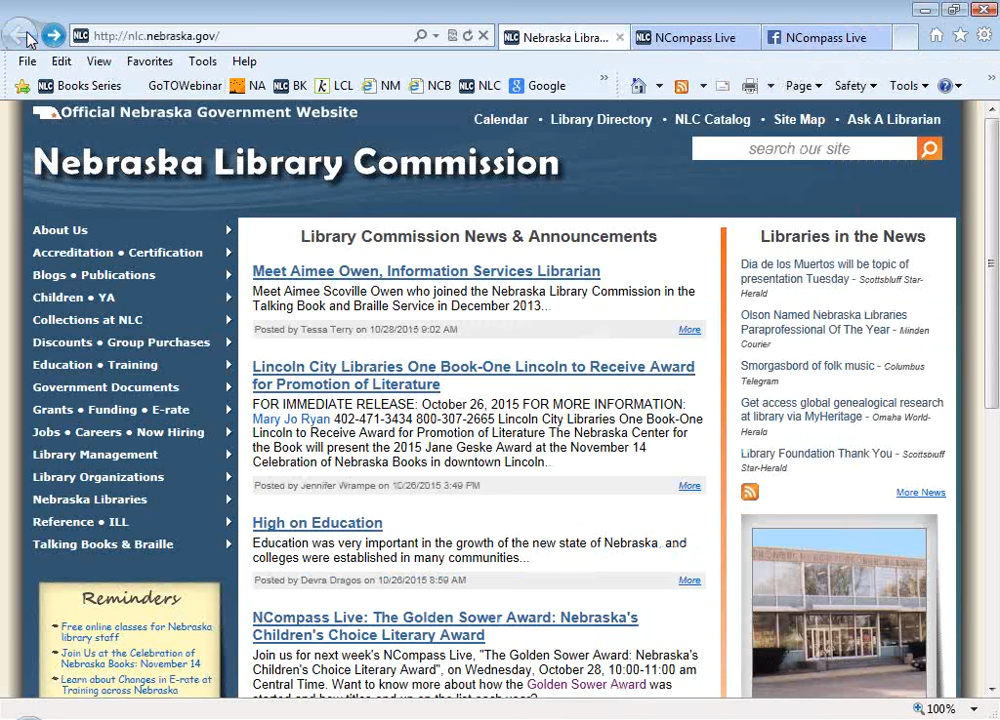 NLC http://nlc.nebraska.gov/
NLC Nebraska Libra...
NLC NCompass Live
NCompass Live
File Edit View Favorites Tools Help
NLC Books Series GoTOWebinar NA NLC BK LCL NM NCB NLC NLC Google Page Safety Tools
Official Nebraska Government Website
Calendar • Library Directory • NLC Catalog • Site Map • Ask A Librarian
Nebraska Library Commission
search our site
About Us
Accreditation • Certification
Blogs • Publications
Children • YA
Collections at NLC
Discounts • Group Purchases
Education • Training
Government Documents
Grants • Funding • E-rate
Jobs • Careers • Now Hiring
Library Management
Library Organizations
Nebraska Libraries
Reference • ILL
Talking Books & Braille
Reminders
Free online classes for Nebraska
library staff
Join Us at the Celebration of
Nebraska Books: November 14
Learn about Changes in E-rate at
Training across Nebraska
Library Commission News & Announcements
Meet Aimee Owen, Information Services Librarian
Meet Aimee Scoville Owen who joined the Nebraska Library Commission in the
Talking Book and Braille Service in December 2013...
Posted by Tessa Terry on 10/28/2015 9:02 AM More
Lincoln City Libraries One Book-One Lincoln to Receive Award
for Promotion of Literature
FOR IMMEDIATE RELEASE: October 26, 2015 FOR MORE INFORMATION:
Mary Jo Ryan 402-471-3434 800-307-2665 Lincoln City Libraries One Book-One
Lincoln to Receive Award for Promotion of Literature The Nebraska Center for
the Book will present the 2015 Jane Geske Award at the November 14
Celebration of Nebraska Books in downtown Lincoln...
Posted by Jennifer Wrampe on 10/26/2015 3:49 PM More
High on Education
Education was very important in the growth of the new state of Nebraska, and
colleges were established in many communities...
Posted by Devra Dragos on 10/26/2015 8:59 AM More
NCompass Live: The Golden Sower Award: Nebraska's
Children's Choice Literary Award
Join us for next week's NCompass Live, "The Golden Sower Award: Nebraska's
Children's Choice Literary Award", on Wednesday, October 28, 10:00-11:00 am
Central Time. Want to know more about how the Golden Sower Award was
Libraries in the News
Dia de los Muertos will be topic of
presentation Tuesday - Scottsbluff Star-
Herald
Olson Named Nebraska Libraries
Paraprofessional Of The Year - Minden
Courier
Smorgasbord of folk music - Columbus
Telegram
Get access global genealogical research
at library via MyHeritage - Omaha World-
Herald
Library Foundation Thank You - Scottsbluff
Star-Herald
More News
100%